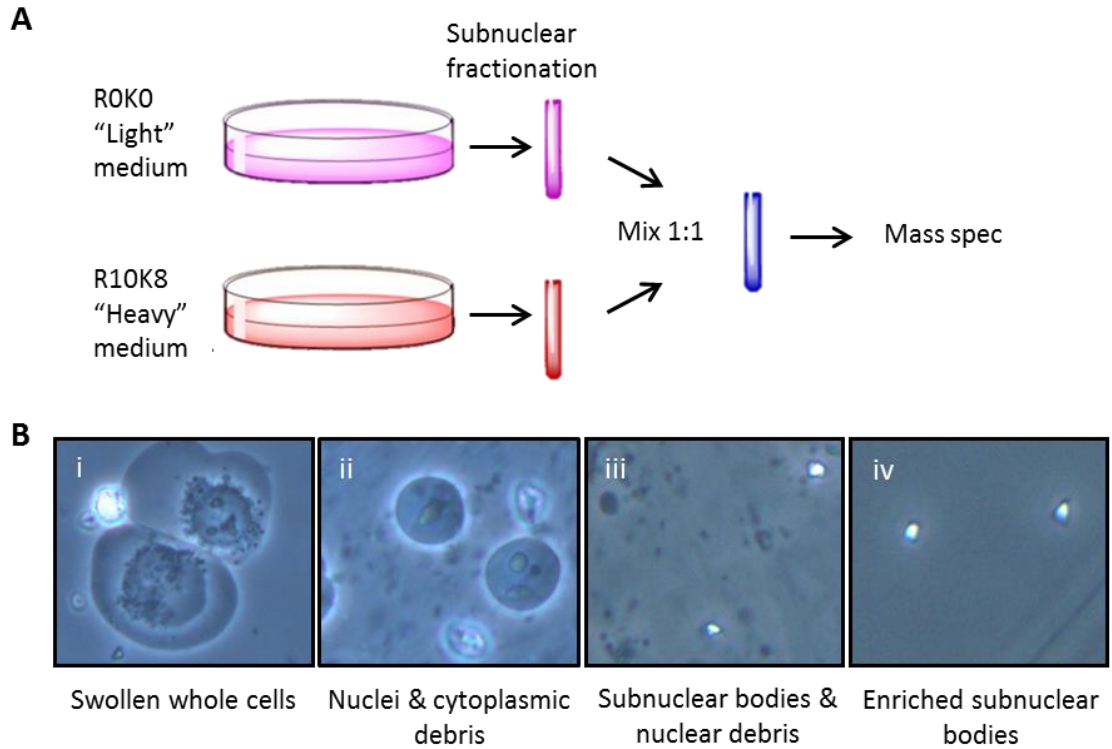 A
Subnuclear
fractionation
R0K0
“Light”
medium
Mix 1:1
Mass spec
R10K8
“Heavy”
medium
B
i
ii
iii
iv
Swollen whole cells
Nuclei & cytoplasmic
debris
Subnuclear bodies &
nuclear debris
Enriched subnuclear
bodies